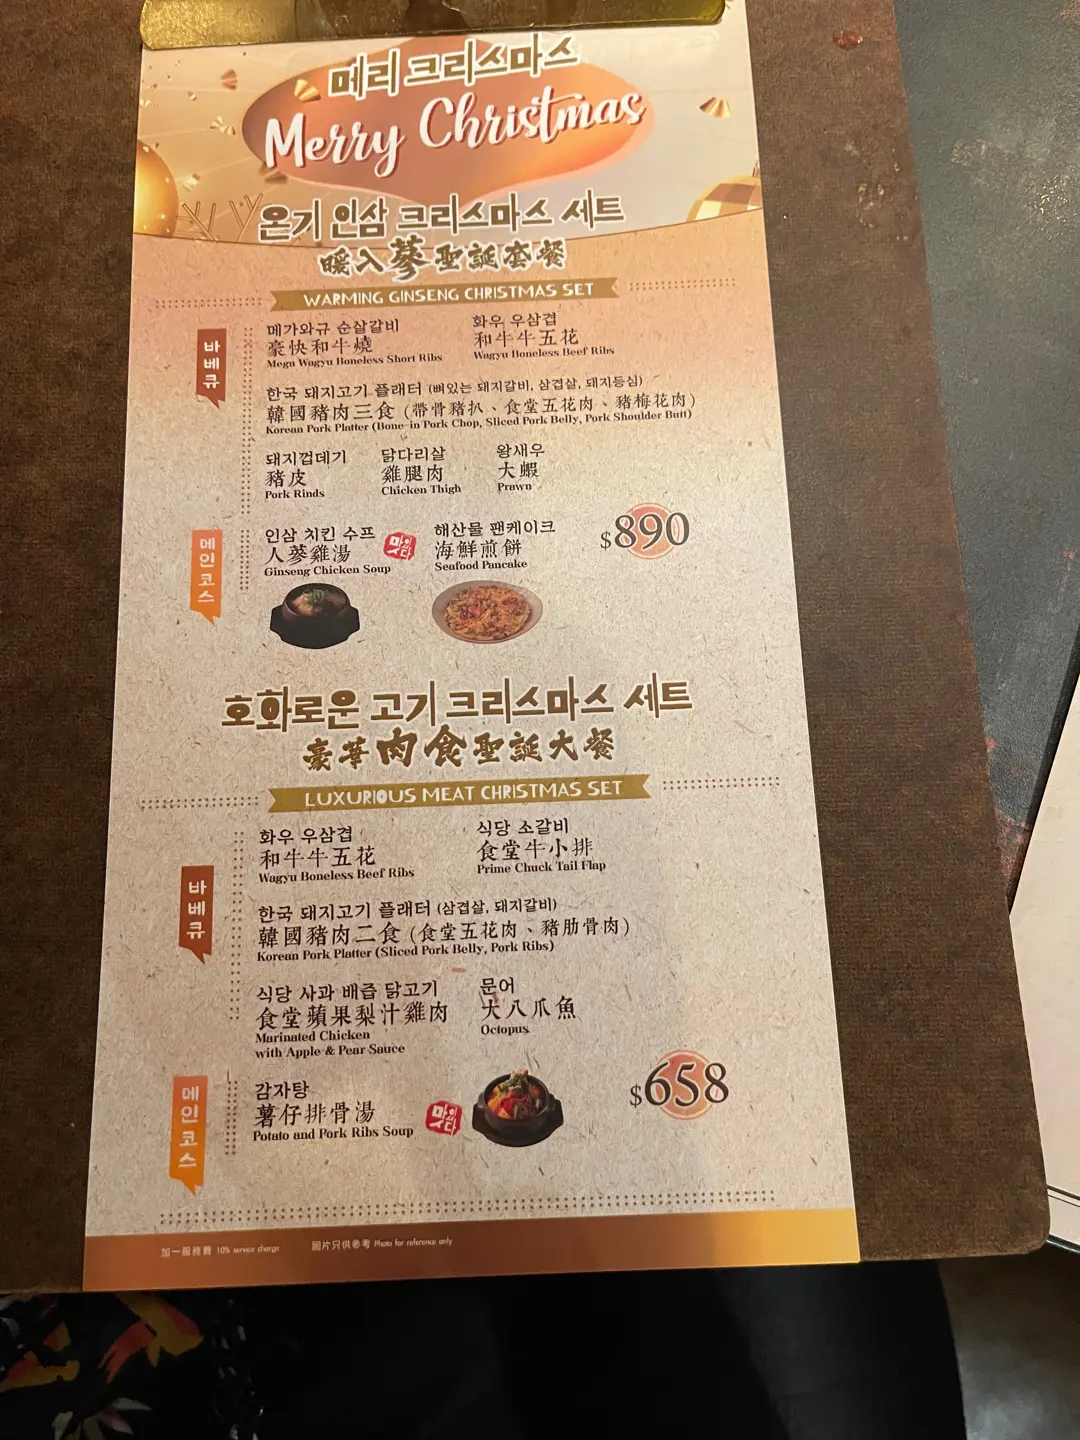 메리 크리스마스
Merry Christmas
온기 인삼 크리스마스 세트
暖入蔘聖誕套餐
WARMING GINSENG CHRISTMAS SET
바베큐
메가와규 순살갈비
豪快和牛燒
Mega Wagyu Boneless Short Ribs
화우 우삼겹
和牛牛五花
Wagyu Boneless Beef Ribs
한국 돼지고기 플래터 (뼈있는 돼지갈비, 삼겹살, 돼지등심)
韓國豬肉三食 (帶骨豬扒、食堂五花肉、豬梅花肉)
Korean Pork Platter (Bone-in Pork Chop, Sliced Pork Belly, Pork Shoulder Butt)
돼지껍데기
豬皮
Pork Rinds
닭다리살
雞腿肉
Chicken Thigh
왕새우
大蝦
Prawn
메인코스
인삼 치킨 수프
人蔘雞湯
Ginseng Chicken Soup
맛있다
해산물 팬케이크
海鮮煎餅
Seafood Pancake
$890
호화로운 고기 크리스마스 세트
豪華肉食聖誕大餐
LUXURIOUS MEAT CHRISTMAS SET
바베큐
화우 우삼겹
和牛牛五花
Wagyu Boneless Beef Ribs
식당 소갈비
食堂牛小排
Prime Chuck Tail Flap
한국 돼지고기 플래터 (삼겹살, 돼지갈비)
韓國豬肉二食 (食堂五花肉、豬肋骨肉)
Korean Pork Platter (Sliced Pork Belly, Pork Ribs)
식당 사과 배즙 닭고기
食堂蘋果梨汁雞肉
Marinated Chicken
with Apple & Pear Sauce
문어
大八爪魚
Octopus
메인코스
감자탕
薯仔排骨湯
Potato and Pork Ribs Soup
맛있다
$658
加一服務費 10% service charge
圖片只供參考 Photo for reference only